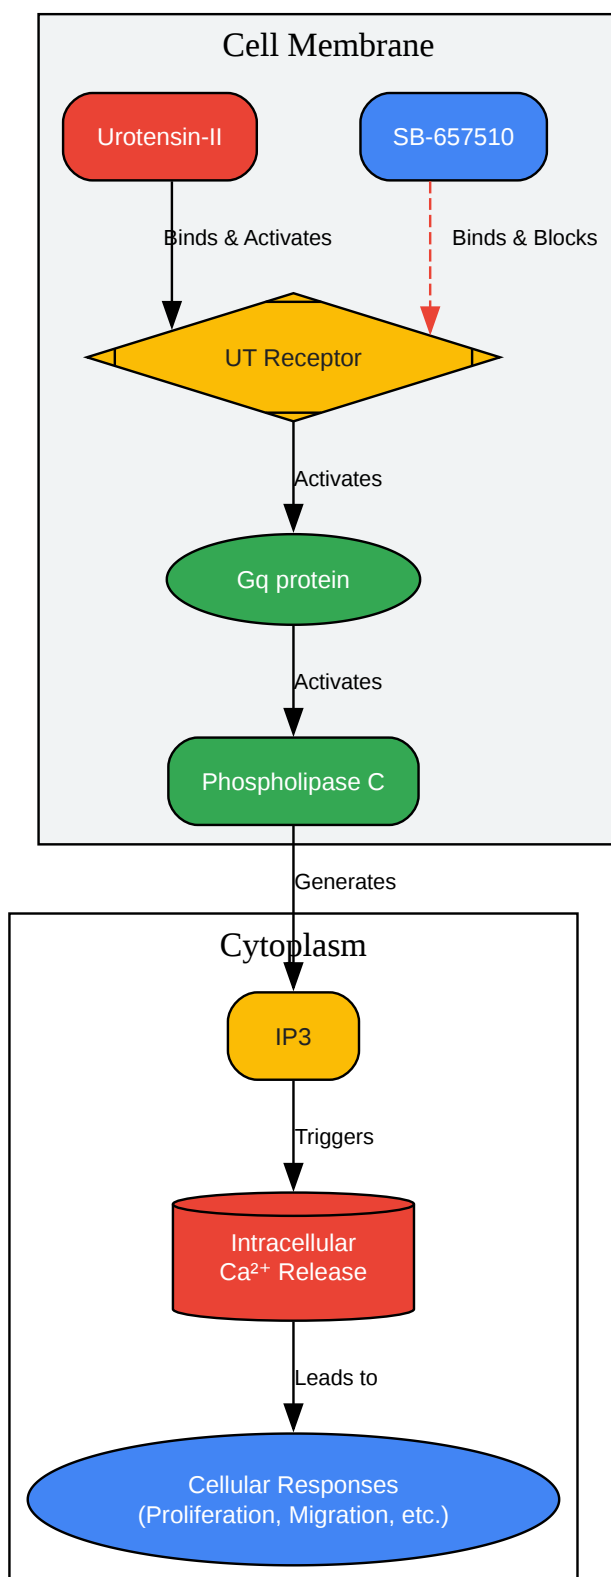 Cell Membrane
Urotensin-II
SB-657510
Binds & Activates
Binds & Blocks
UT Receptor
Activates
Gq protein
Activates
Phospholipase C
Generates
Cytoplasm
IP3
Triggers
Intracellular
Ca²⁺ Release
Leads to
Cellular Responses
(Proliferation, Migration, etc.)